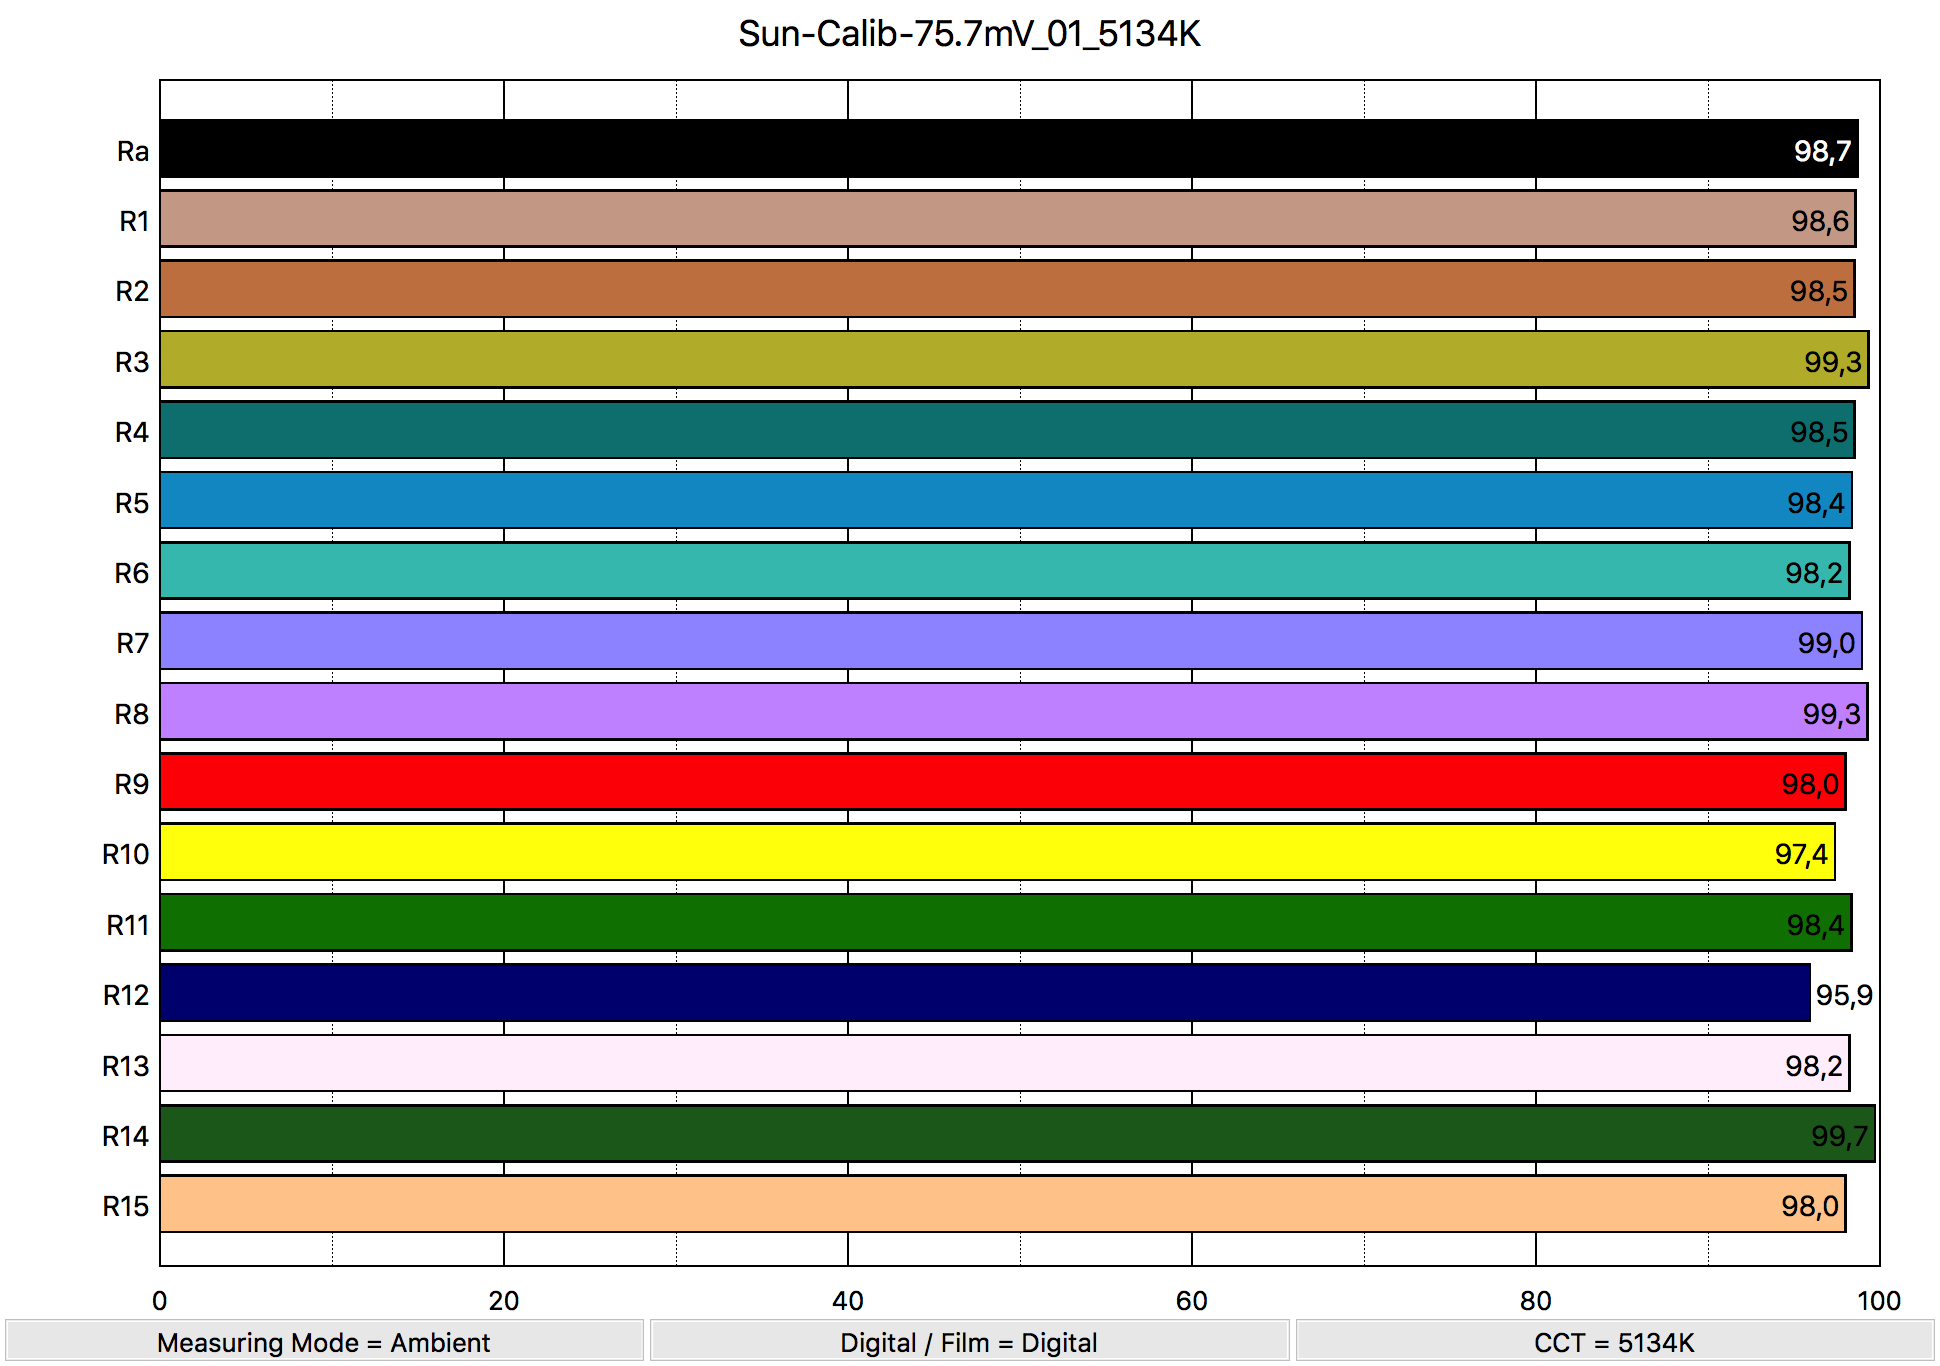 Sun-Calib-75.7mV_01_5134K
Ra 98,7
R1 98,6
R2 98,5
R3 99,3
R4 98,5
R5 98,4
R6 98,2
R7 99,0
R8 99,3
R9 98,0
R10 97,4
R11 98,4
R12 95,9
R13 98,2
R14 99,7
R15 98,0
0 20 40 60 80 100
Measuring Mode = Ambient Digital / Film = Digital CCT = 5134K